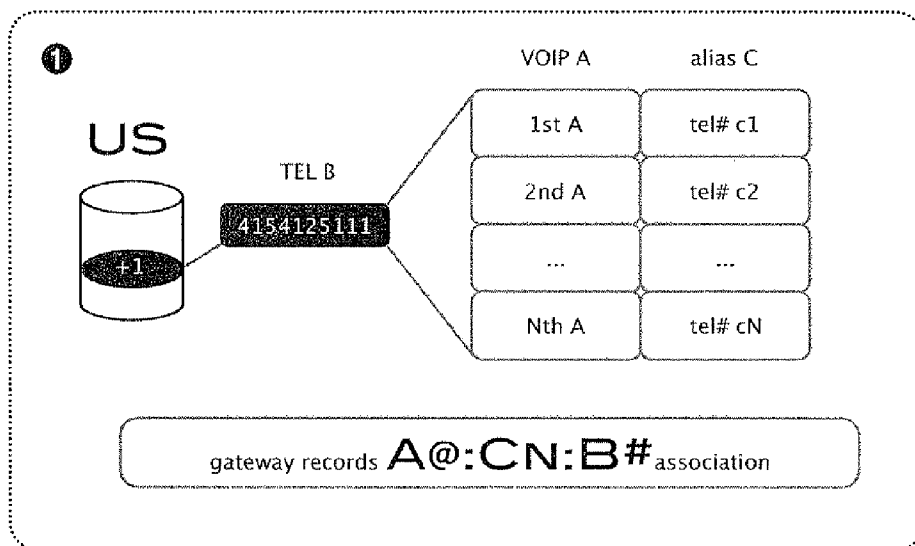 1
VOIP A alias C
US
1st A tel# c1
TEL B
2nd A tel# c2
4154125111
+1
... ...
Nth A tel# cN
gateway records A@:CN:B# association